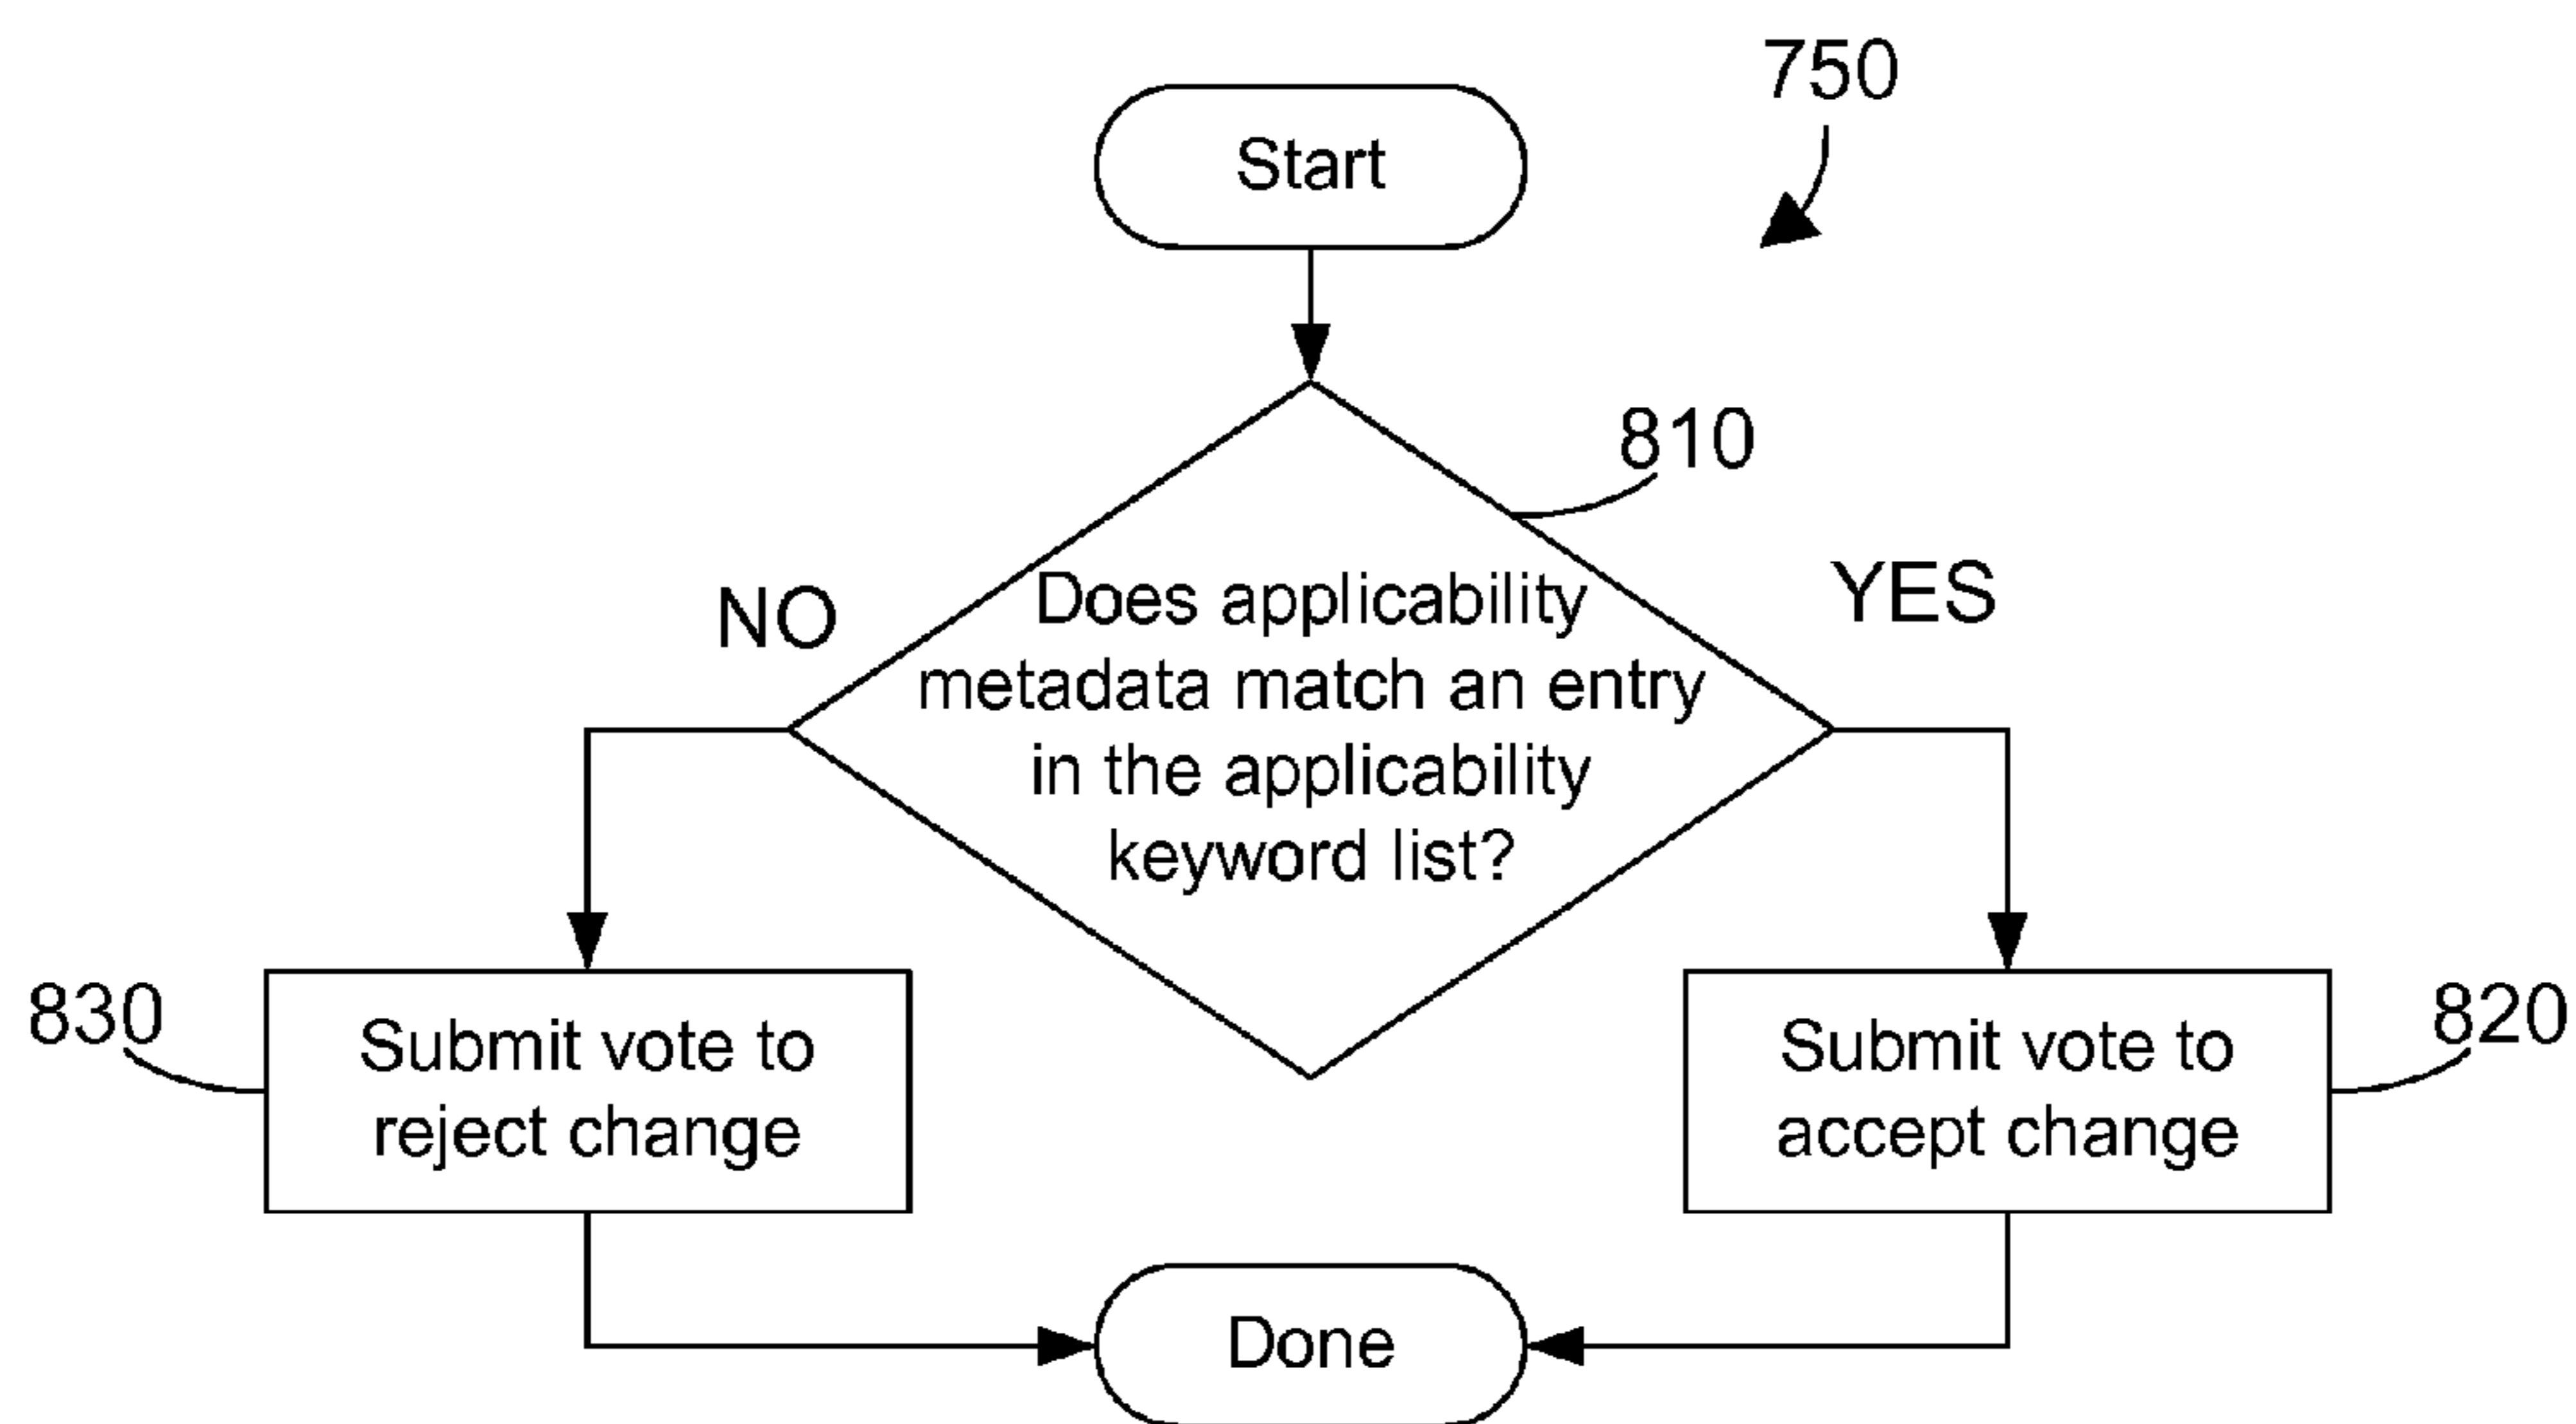 750
Start
810
NO
YES
Does applicability
metadata match an entry
in the applicability
keyword list?
830
Submit vote to
reject change
Submit vote to
accept change
820
Done